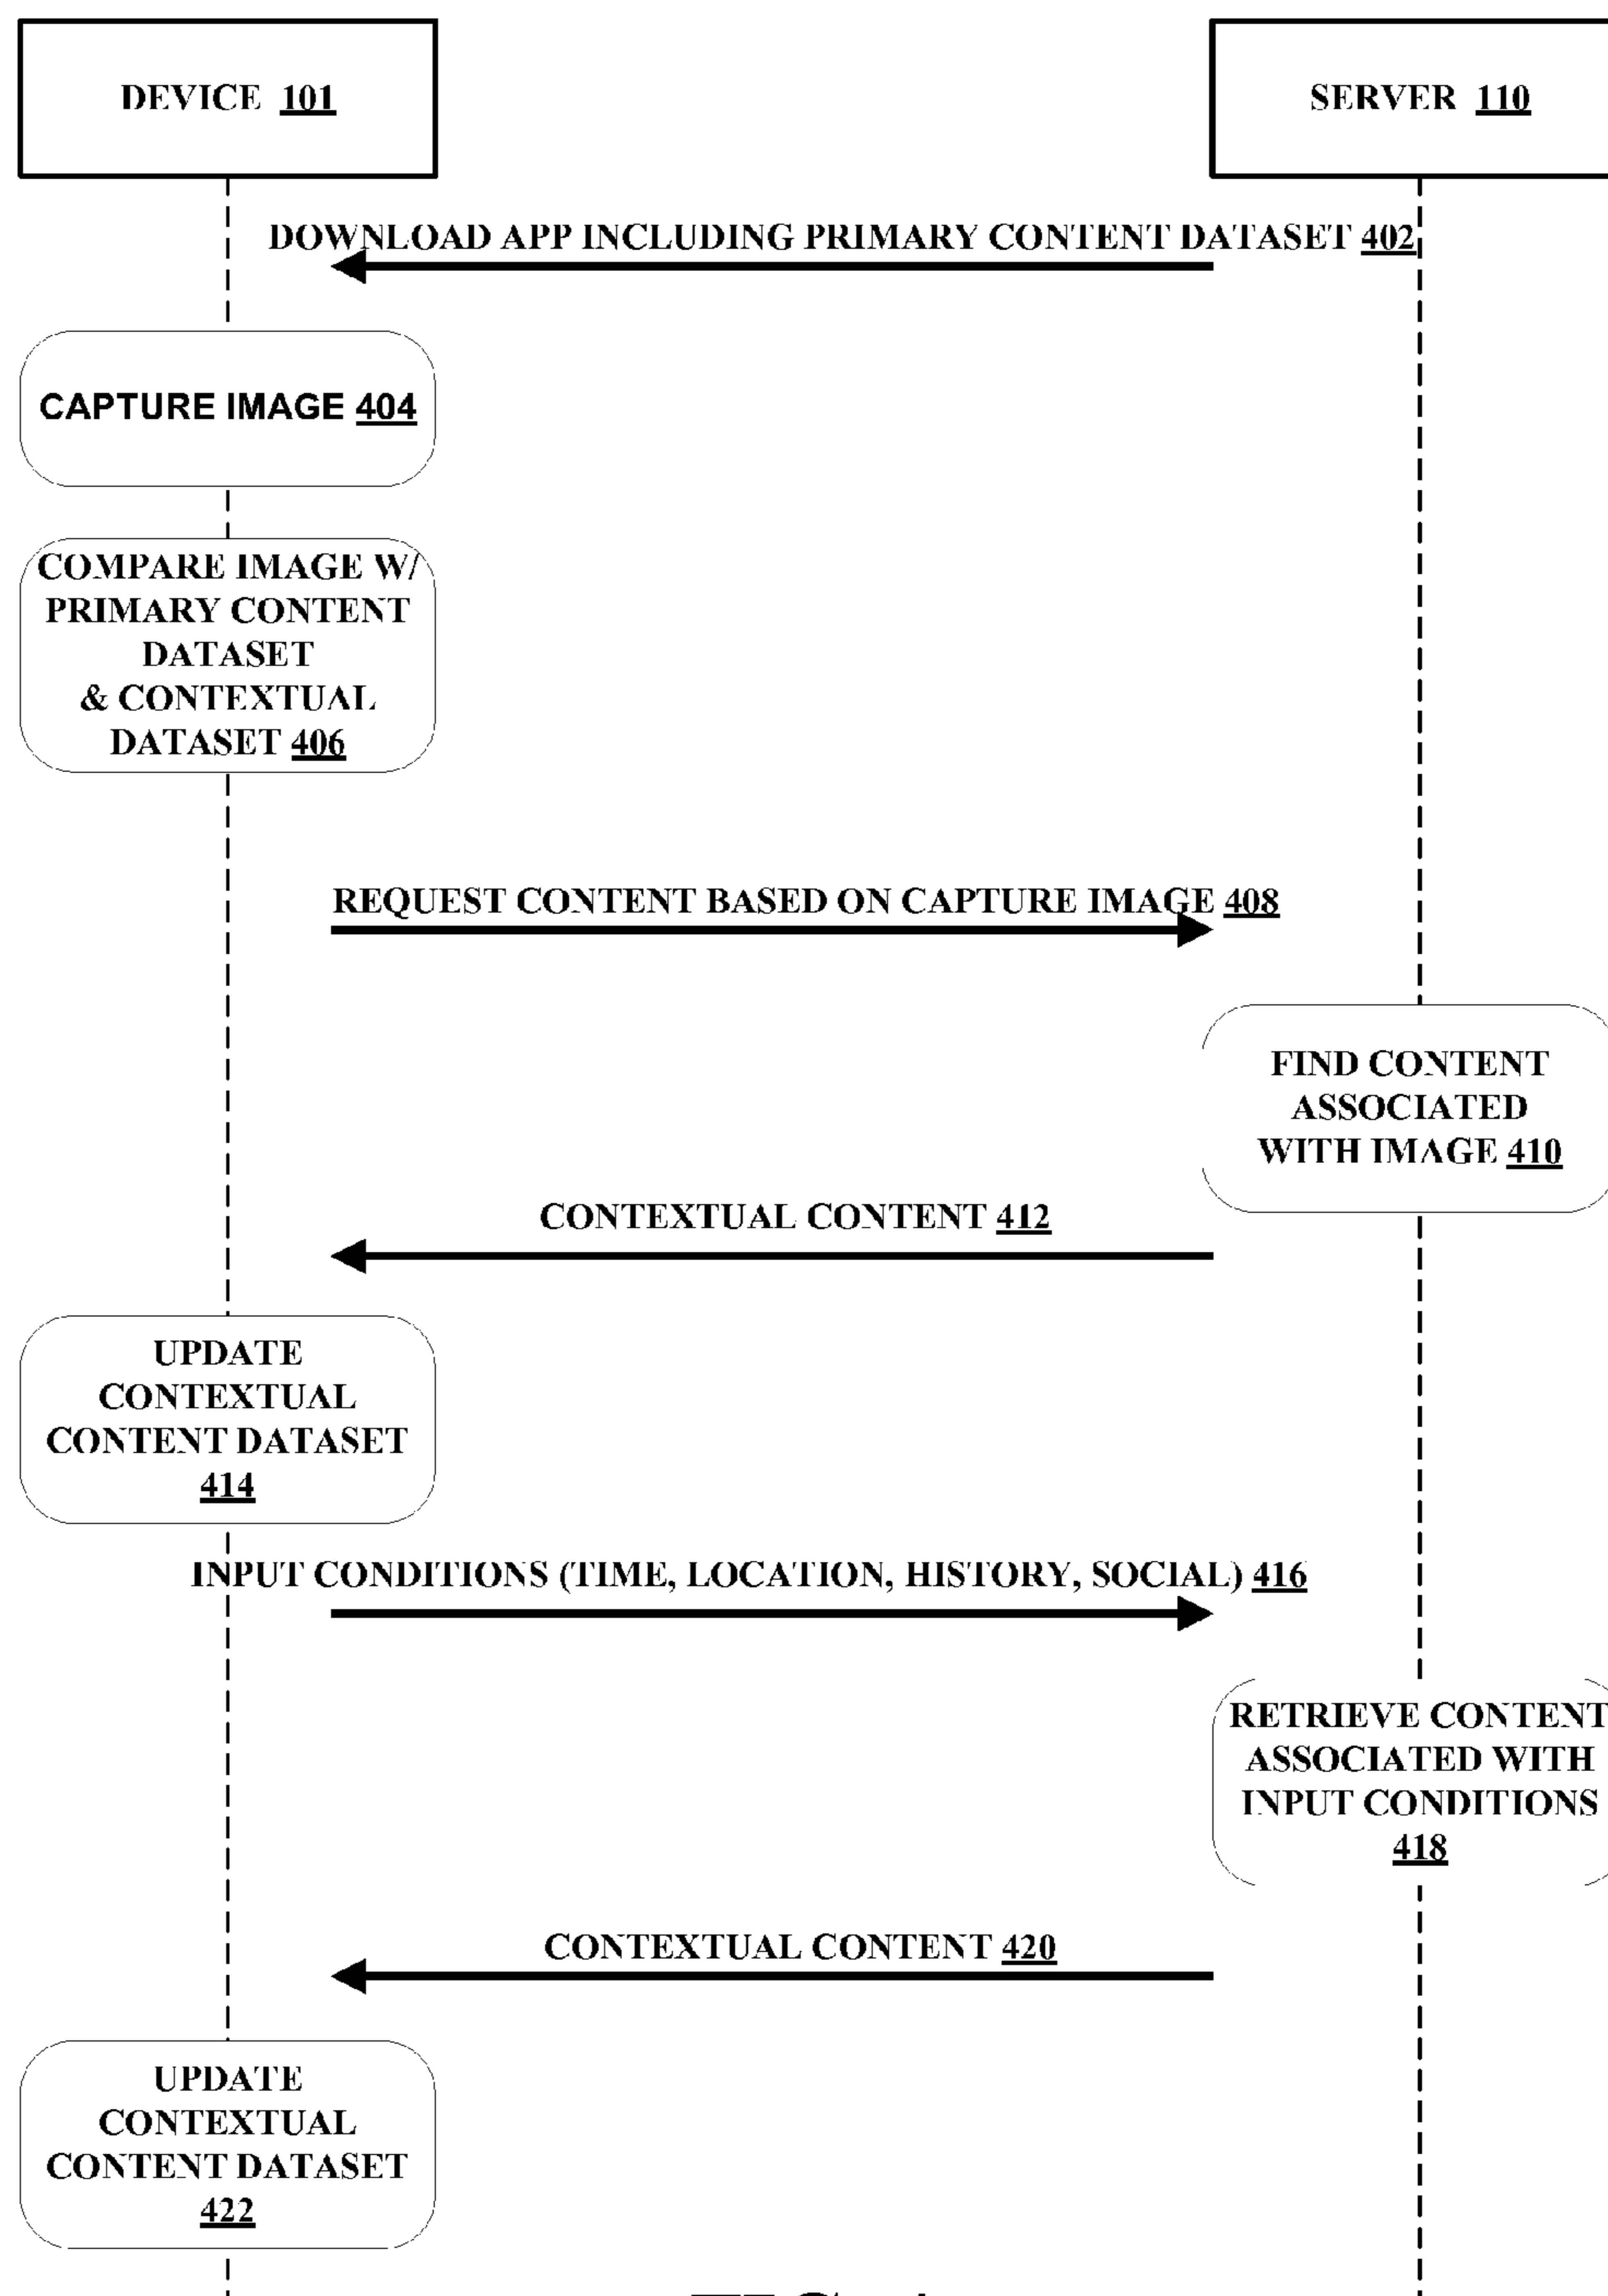 DEVICE 101
SERVER 110
DOWNLOAD APP INCLUDING PRIMARY CONTENT DATASET 402
CAPTURE IMAGE 404
COMPARE IMAGE W/
PRIMARY CONTENT
DATASET
& CONTEXTUAL
DATASET 406
REQUEST CONTENT BASED ON CAPTURE IMAGE 408
FIND CONTENT
ASSOCIATED
WITH IMAGE 410
CONTEXTUAL CONTENT 412
UPDATE
CONTEXTUAL
CONTENT DATASET
414
INPUT CONDITIONS (TIME, LOCATION, HISTORY, SOCIAL) 416
RETRIEVE CONTENT
ASSOCIATED WITH
INPUT CONDITIONS
418
CONTEXTUAL CONTENT 420
UPDATE
CONTEXTUAL
CONTENT DATASET
422